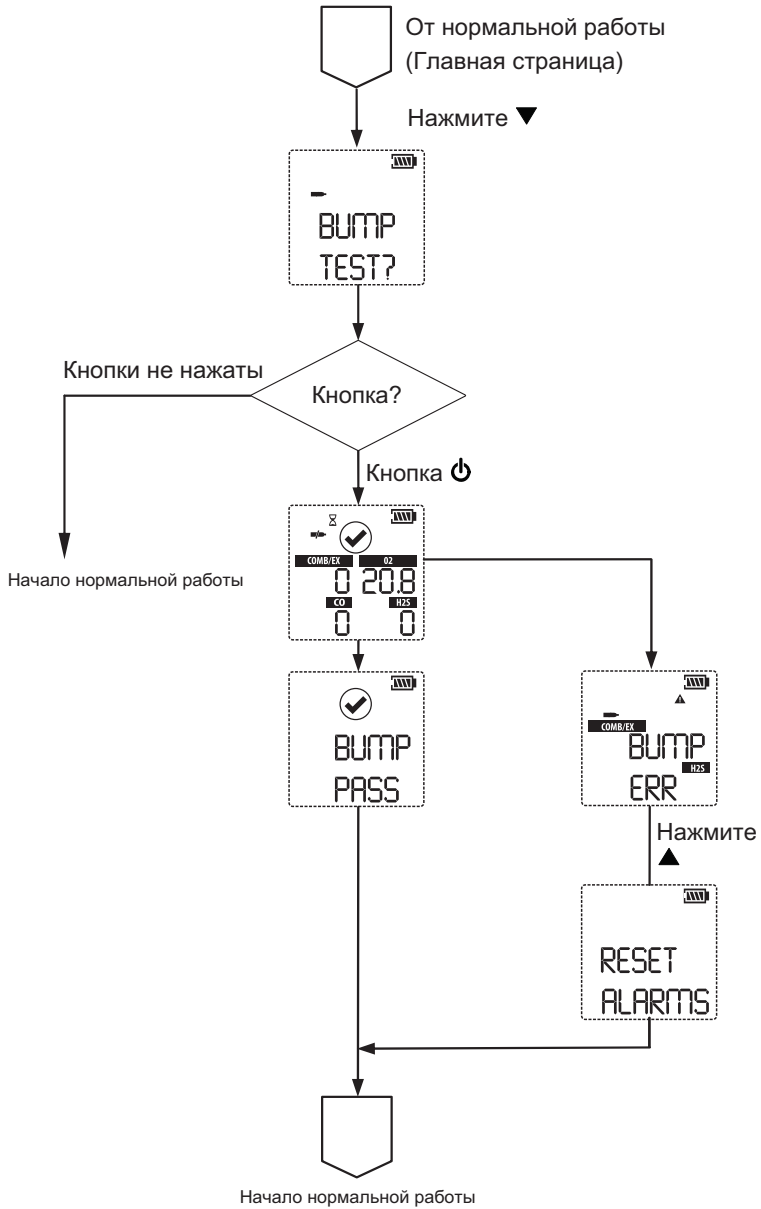 От нормальной работы
(Главная страница)
Нажмите ▼
BUMP
TEST?
Кнопки не нажаты
Кнопка?
Кнопка
Начало нормальной работы
COMB/EX O2
0 20.8
CO H2S
0 0
BUMP
PASS
COMB/EX
BUMP
H2S
ERR
Нажмите
▲
RESET
ALARMS
Начало нормальной работы